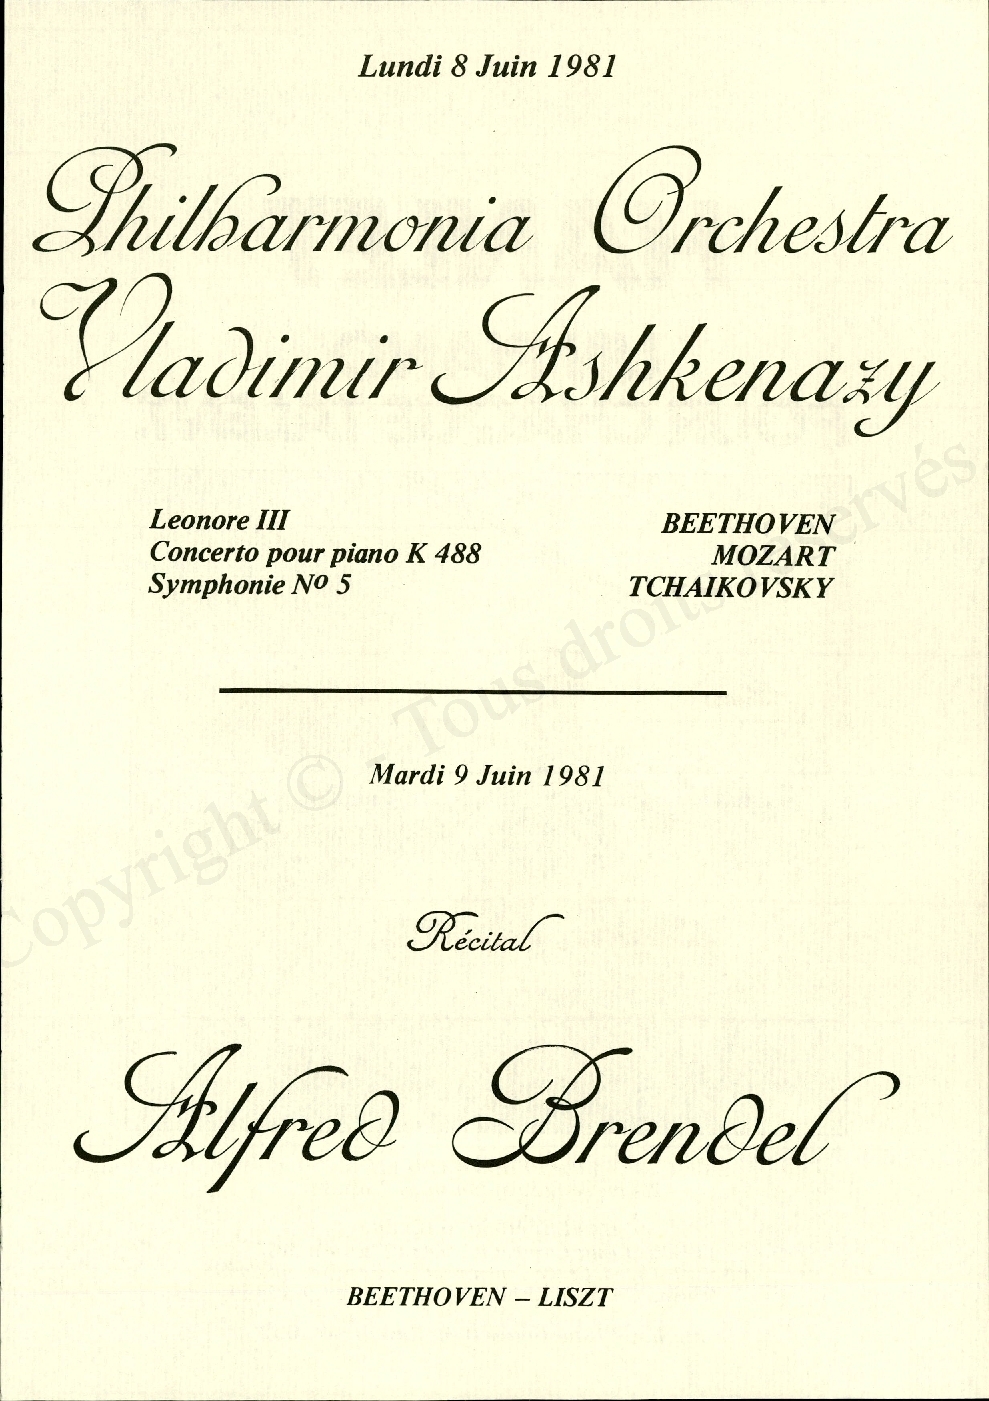 Lundi 8 Juin 1981
Philharmonia Orchestra
Vladimir Ashkenazy
Leonore III BEETHOVEN
Concerto pour piano K 488 MOZART
Symphonie Nº 5 TCHAIKOVSKY
Mardi 9 Juin 1981
Récital
Alfred Brendel
BEETHOVEN – LISZT
Copyright © - Tous droits réservés.